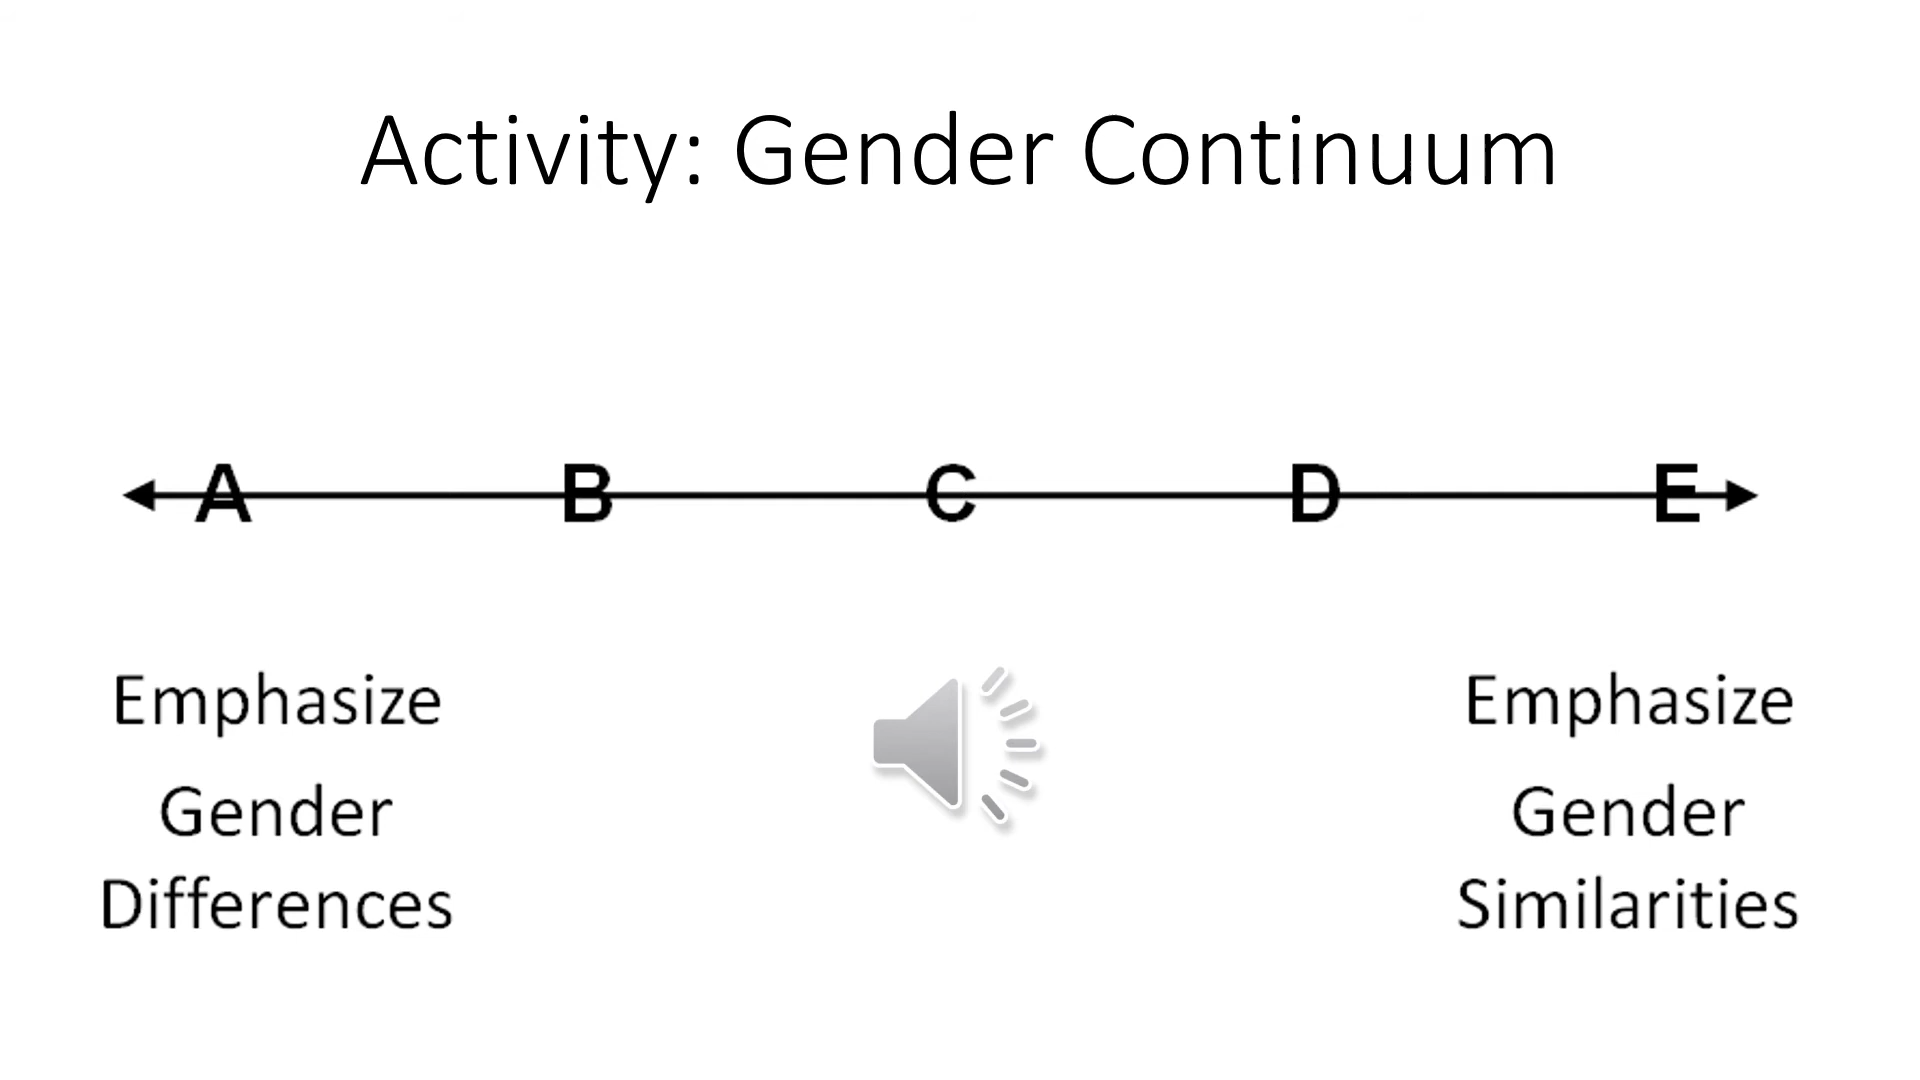 Activity: Gender Continuum
A B C D E
Emphasize
Gender
Differences
Emphasize
Gender
Similarities